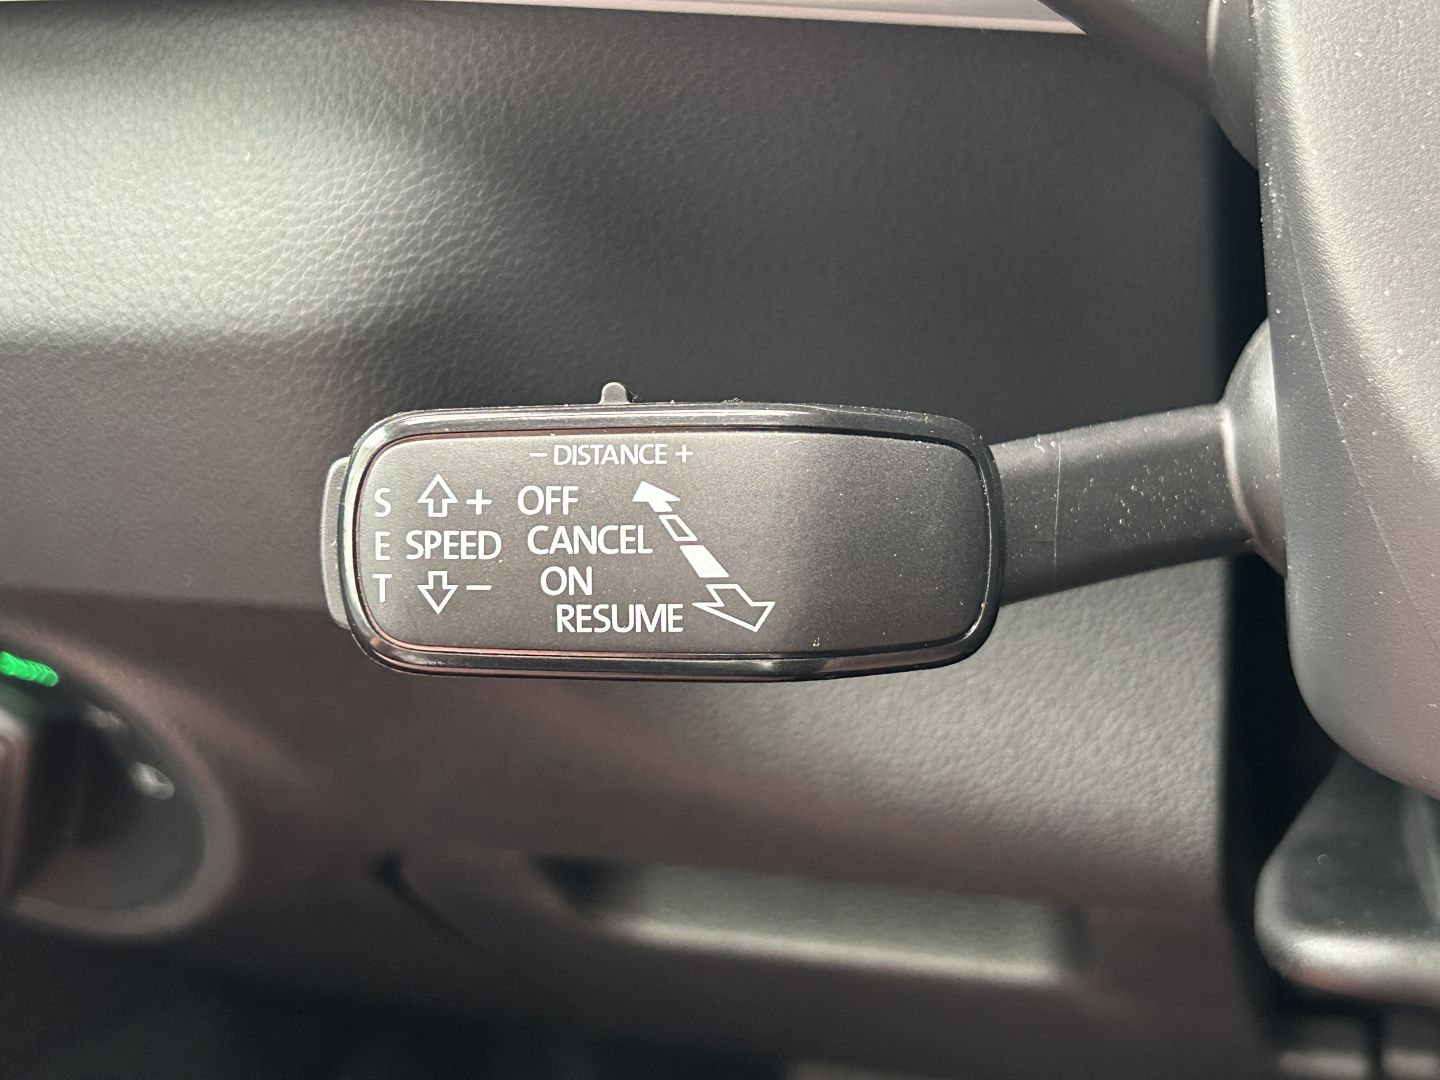 – DISTANCE +
S + OFF
E SPEED CANCEL
T – ON
RESUME